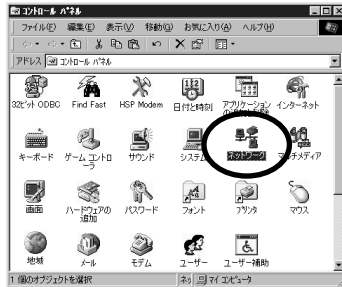 コントロール パネル
ファイル(F) 編集(E) 表示(V) 移動(G) お気に入り(A) ヘルプ(H)
アドレス コントロール パネル
32ビット ODBC Find Fast HSP Modem 日付と時刻 アプリケーションの追加と削除 インターネット
キーボード ゲーム コントローラ サウンド システム ネットワーク マルチメディア
画面 ハードウェアの追加 パスワード フォント プリンタ マウス
地域 メール モデム ユーザー ユーザー補助
1 個のオブジェクトを選択 マイ コンピュータ